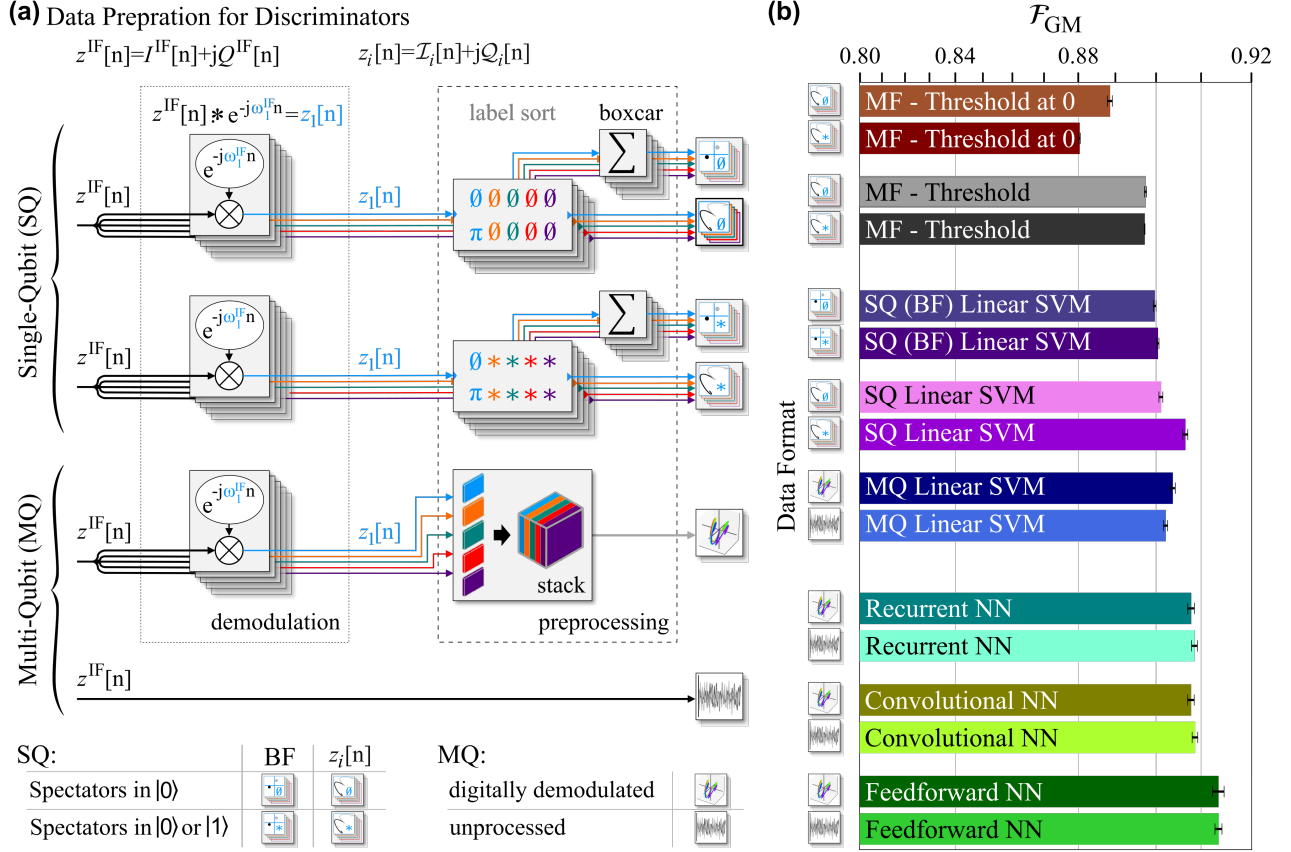 (a) Data Prepration for Discriminators
z^IF[n]=I^IF[n]+jQ^IF[n]
z_i[n]=ℐ_i[n]+j𝒬_i[n]
Single-Qubit (SQ)
z^IF[n]∗e^-jω_1^IF n=z_1[n]
label sort
boxcar
e^-jω_1^IF n
z^IF[n]
z_1[n]
∑
Ø Ø Ø Ø Ø
π Ø Ø Ø Ø
Ø
Ø
e^-jω_1^IF n
z^IF[n]
z_1[n]
∑
Ø * * * *
π * * * *
*
*
Multi-Qubit (MQ)
e^-jω_1^IF n
z^IF[n]
z_1[n]
stack
demodulation
preprocessing
z^IF[n]
SQ:
BF
z_i[n]
Spectators in |0⟩
Ø
Ø
Spectators in |0⟩ or |1⟩
*
*
MQ:
digitally demodulated
unprocessed
(b)
ℱ_GM
0.80 0.84 0.88 0.92
Data Format
Ø
MF - Threshold at 0
*
MF - Threshold at 0
Ø
MF - Threshold
*
MF - Threshold
Ø
SQ (BF) Linear SVM
*
SQ (BF) Linear SVM
Ø
SQ Linear SVM
*
SQ Linear SVM
MQ Linear SVM
MQ Linear SVM
Recurrent NN
Recurrent NN
Convolutional NN
Convolutional NN
Feedforward NN
Feedforward NN